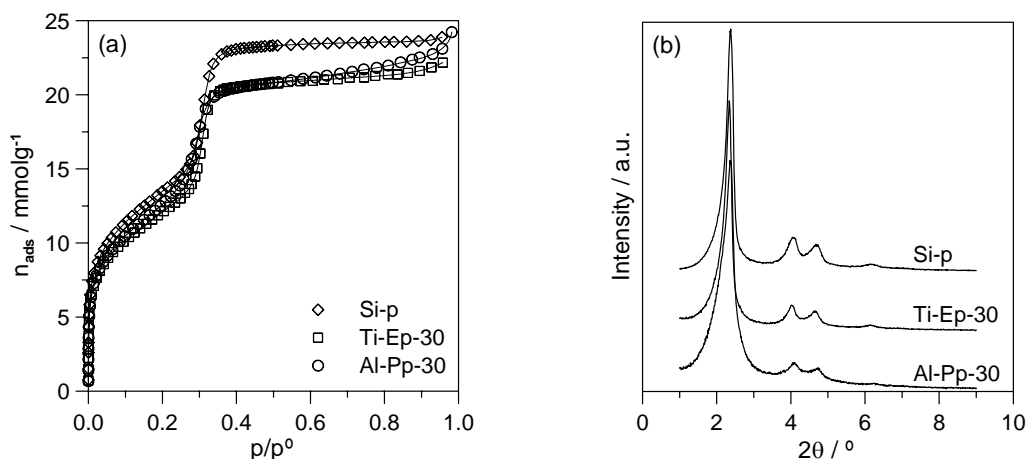 (a)
25
20
15
10
5
0
0.0 0.2 0.4 0.6 0.8 1.0
p/pº
n_ads / mmolg⁻¹
Si-p
Ti-Ep-30
Al-Pp-30
(b)
Intensity / a.u.
Si-p
Ti-Ep-30
Al-Pp-30
0 2 4 6 8 10
2θ / º